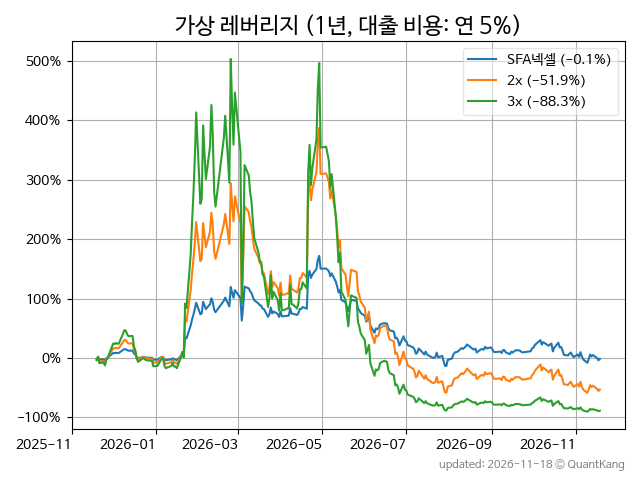 가상 레버리지 (1년, 대출 비용: 연 5%)
SFA넥셀 (-0.1%)
2x (-51.9%)
3x (-88.3%)
500%
400%
300%
200%
100%
0%
-100%
2025-11 2026-01 2026-03 2026-05 2026-07 2026-09 2026-11
updated: 2026-11-18 © QuantKang